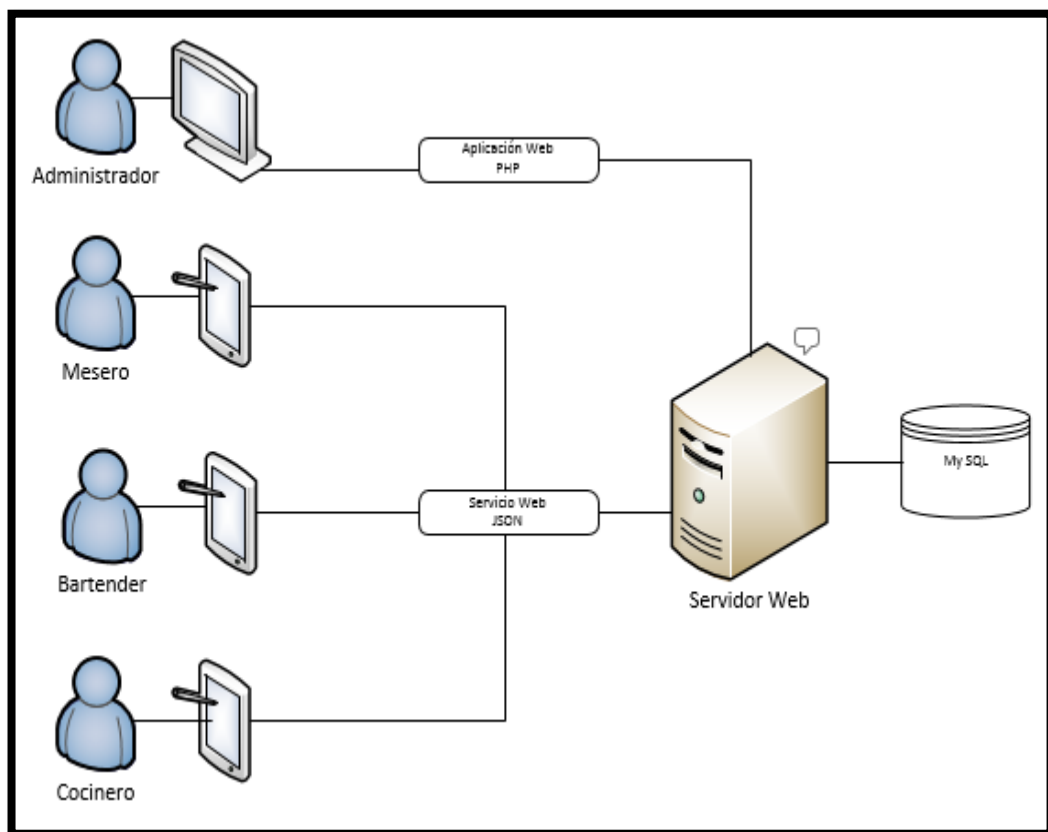 Administrador
Aplicación Web
PHP
Mesero
My SQL
Servicio Web
JSON
Bartender
Servidor Web
Cocinero